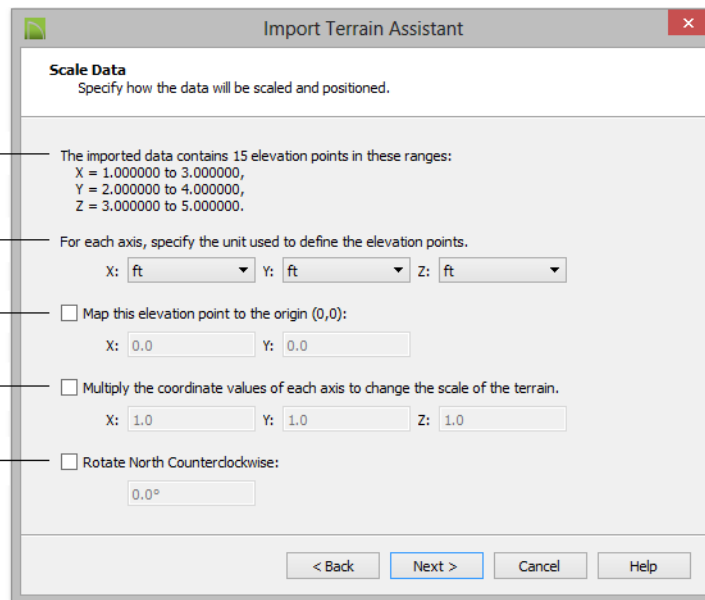 Import Terrain Assistant
×
Scale Data
Specify how the data will be scaled and positioned.
The imported data contains 15 elevation points in these ranges:
X = 1.000000 to 3.000000,
Y = 2.000000 to 4.000000,
Z = 3.000000 to 5.000000.
For each axis, specify the unit used to define the elevation points.
X: ft Y: ft Z: ft
Map this elevation point to the origin (0,0):
X: 0.0 Y: 0.0
Multiply the coordinate values of each axis to change the scale of the terrain.
X: 1.0 Y: 1.0 Z: 1.0
Rotate North Counterclockwise:
0.0°
< Back Next > Cancel Help